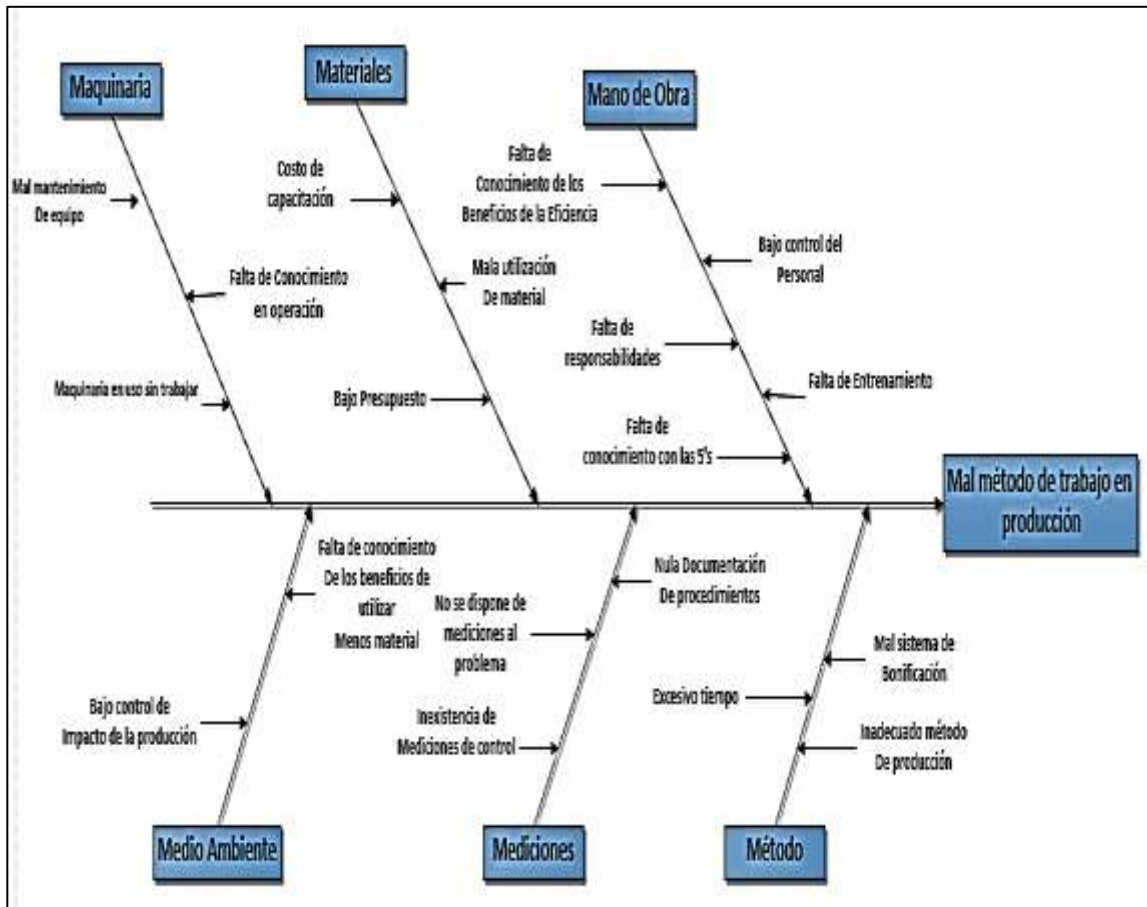 Maquinaria
Materiales
Mano de Obra
Mal mantenimiento
De equipo
Falta de Conocimiento
en operación
Maquinaria en uso sin trabajar
Costo de
capacitación
Mala utilización
De material
Bajo Presupuesto
Falta de
Conocimiento de los
Beneficios de la Eficiencia
Bajo control del
Personal
Falta de
responsabilidades
Falta de Entrenamiento
Falta de
conocimiento con las 5's
Mal método de trabajo en
producción
Falta de conocimiento
De los beneficios de
utilizar
Menos material
Bajo control de
Impacto de la producción
Nula Documentación
De procedimientos
No se dispone de
mediciones al
problema
Inexistencia de
Mediciones de control
Mal sistema de
Bonificación
Excesivo tiempo
Inadecuado método
De producción
Medio Ambiente
Mediciones
Método